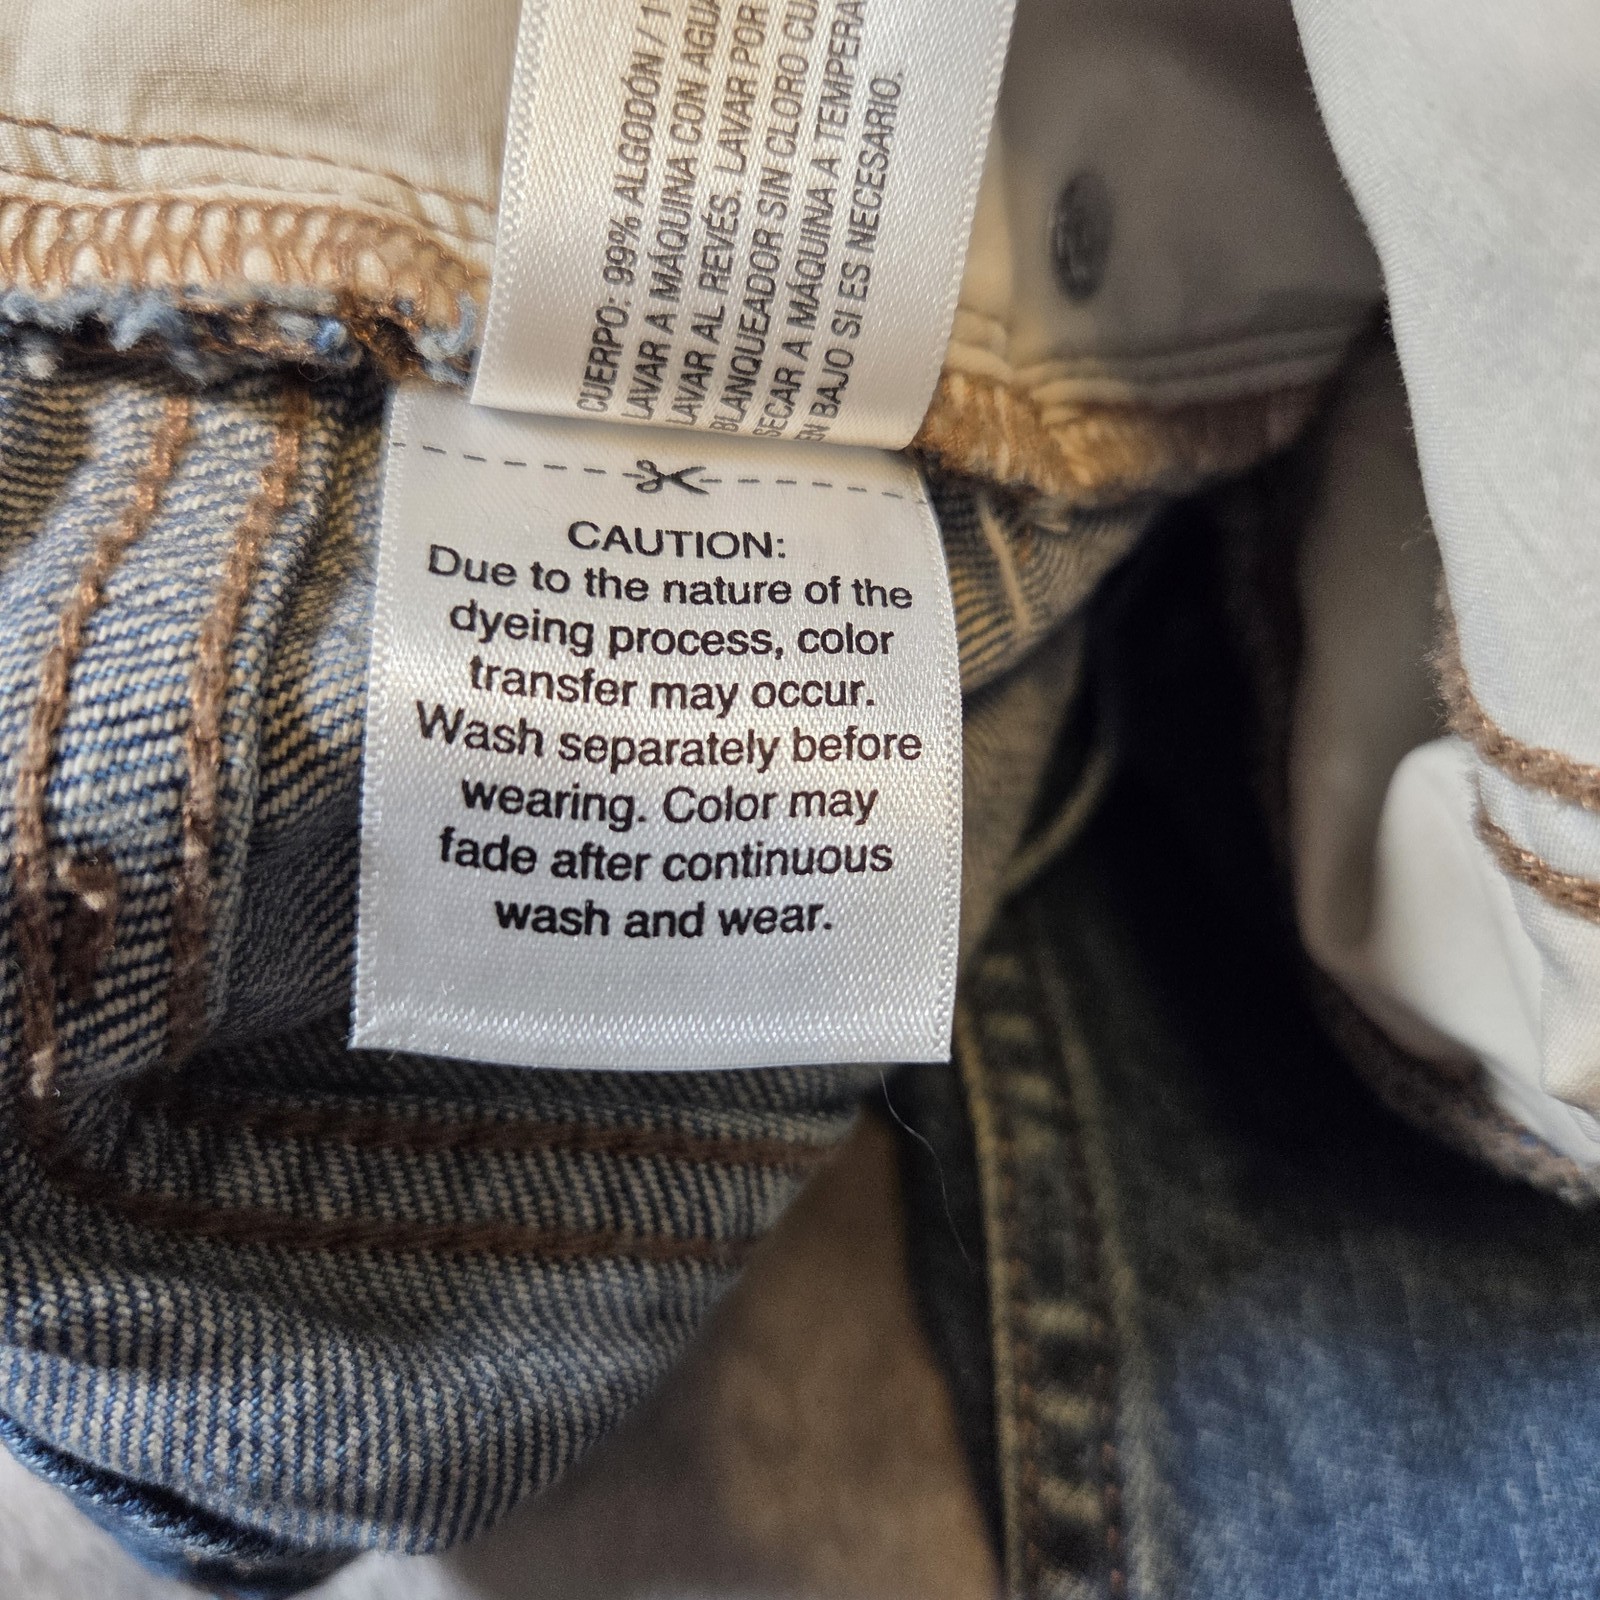 CUERPO: 99% ALGODÓN / 1
LAVAR A MÁQUINA CON AGUA
LAVAR AL REVÉS. LAVAR POR
BLANQUEADOR SIN CLORO
SECAR A MÁQUINA A
EN BAJO SI ES NECESARIO.
CAUTION:
Due to the nature of the
dyeing process, color
transfer may occur.
Wash separately before
wearing. Color may
fade after continuous
wash and wear.